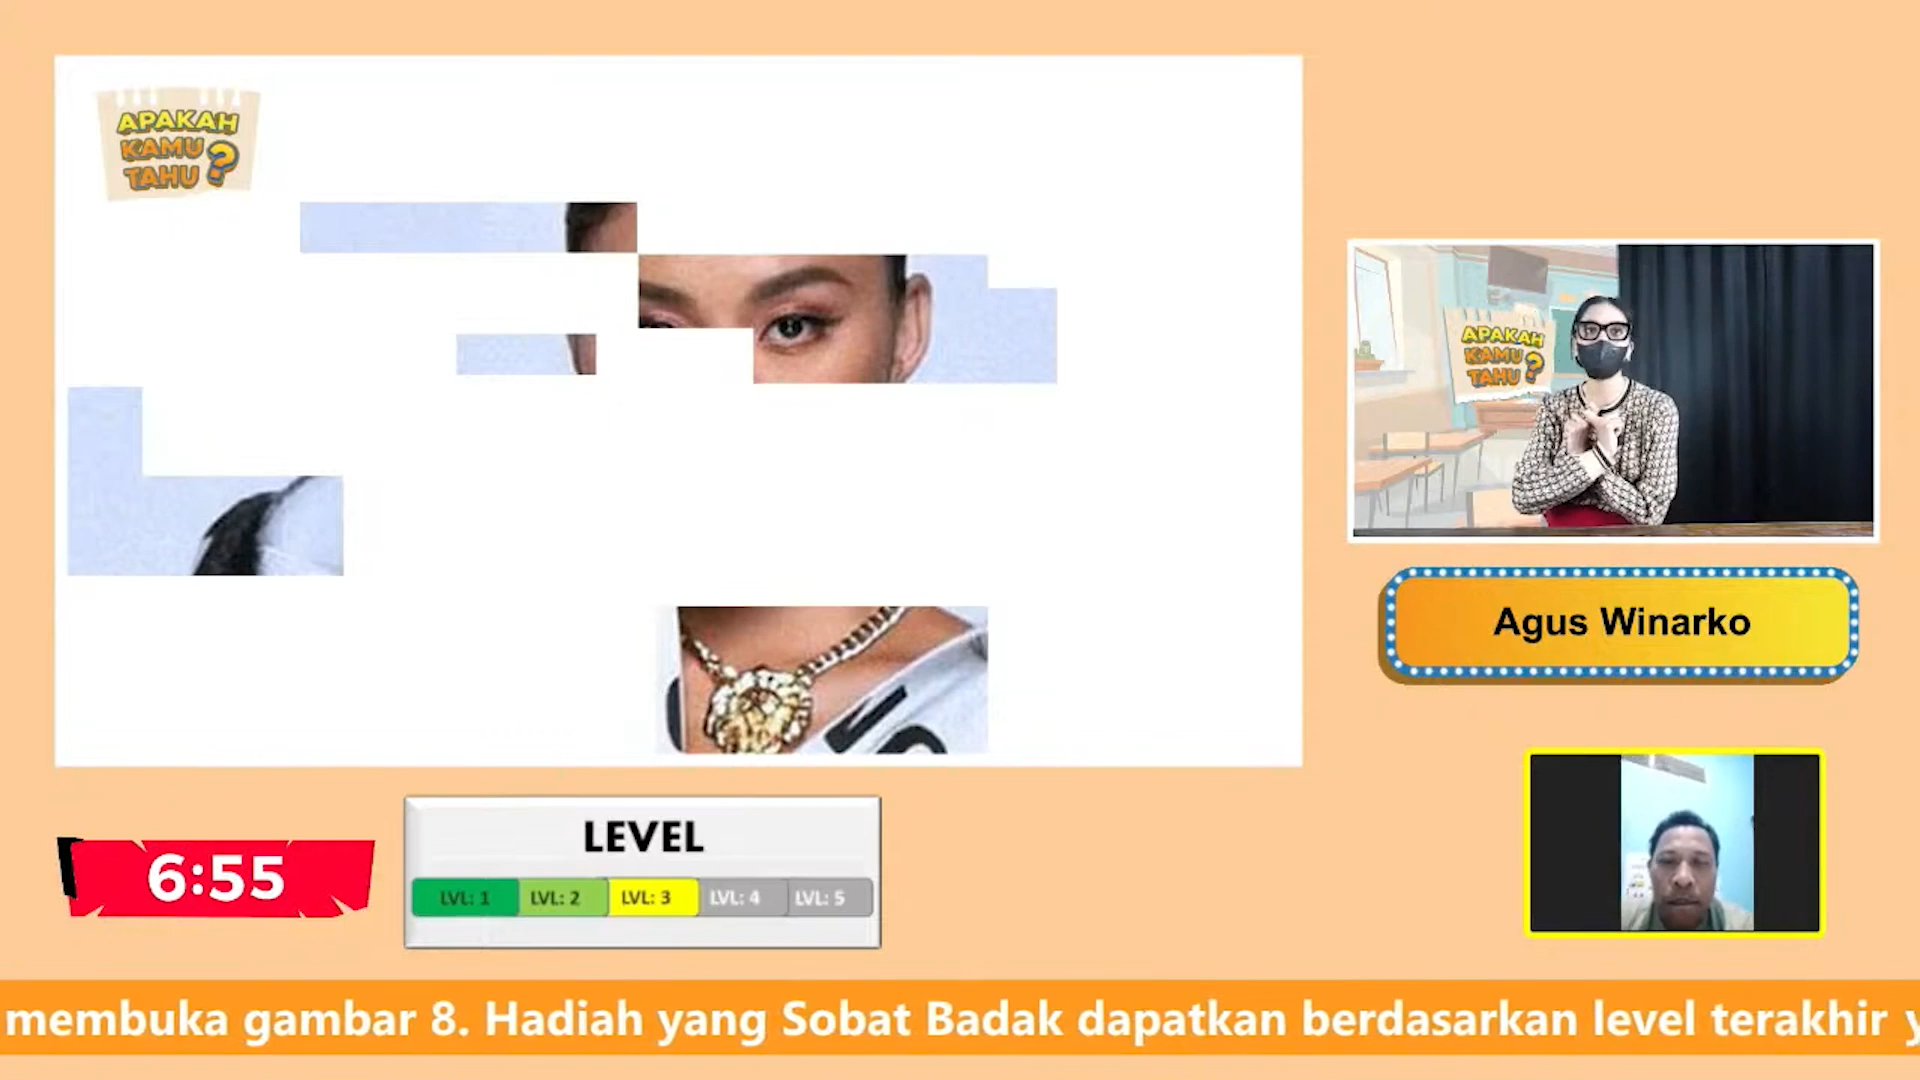 APAKAH
KAMU
TAHU?
APAKAH
KAMU
TAHU?
Agus Winarko
LEVEL
LVL: 1
LVL: 2
LVL: 3
LVL: 4
LVL: 5
6:55
membuka gambar 8. Hadiah yang Sobat Badak dapatkan berdasarkan level terakhir